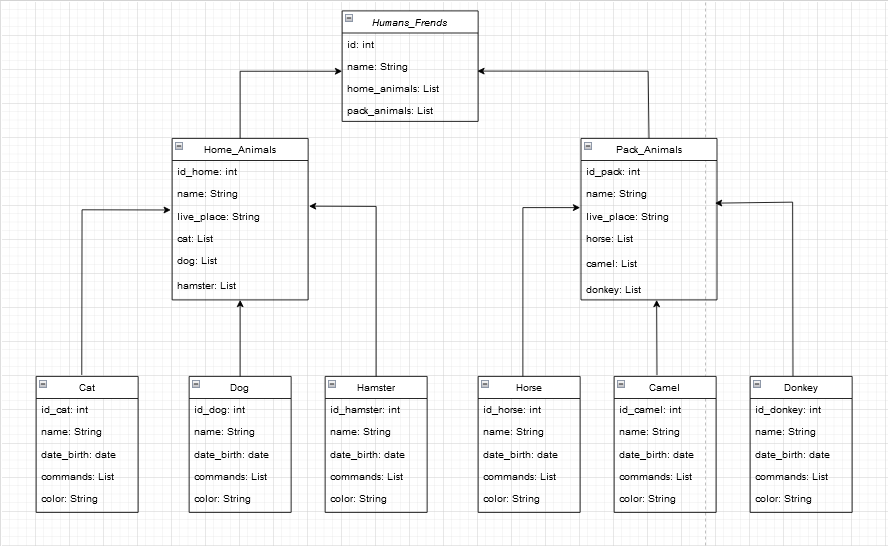 Humans_Frends
id: int
name: String
home_animals: List
pack_animals: List
Home_Animals
id_home: int
name: String
live_place: String
cat: List
dog: List
hamster: List
Pack_Animals
id_pack: int
name: String
live_place: String
horse: List
camel: List
donkey: List
Cat
id_cat: int
name: String
date_birth: date
commands: List
color: String
Dog
id_dog: int
name: String
date_birth: date
commands: List
color: String
Hamster
id_hamster: int
name: String
date_birth: date
commands: List
color: String
Horse
id_horse: int
name: String
date_birth: date
commands: List
color: String
Camel
id_camel: int
name: String
date_birth: date
commands: List
color: String
Donkey
id_donkey: int
name: String
date_birth: date
commands: List
color: String